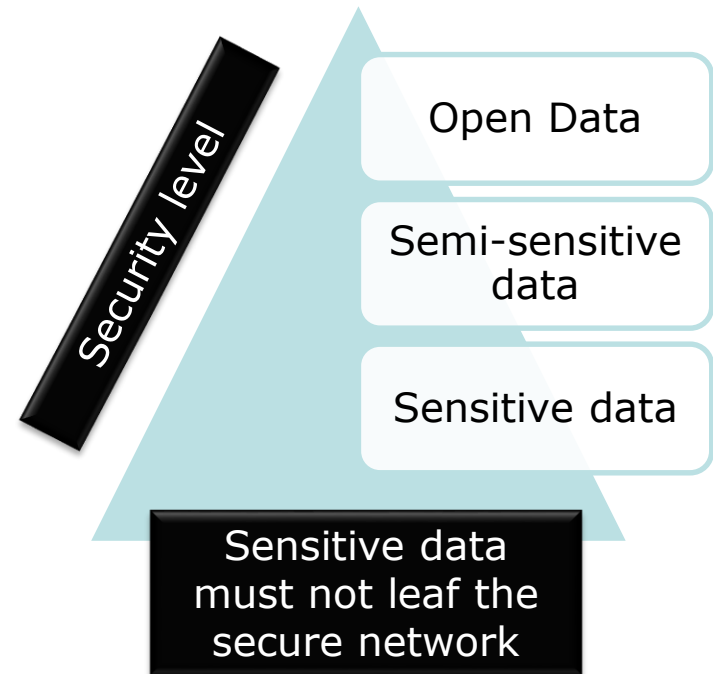 Security level
Open Data
Semi-sensitive
data
Sensitive data
Sensitive data
must not leaf the
secure network